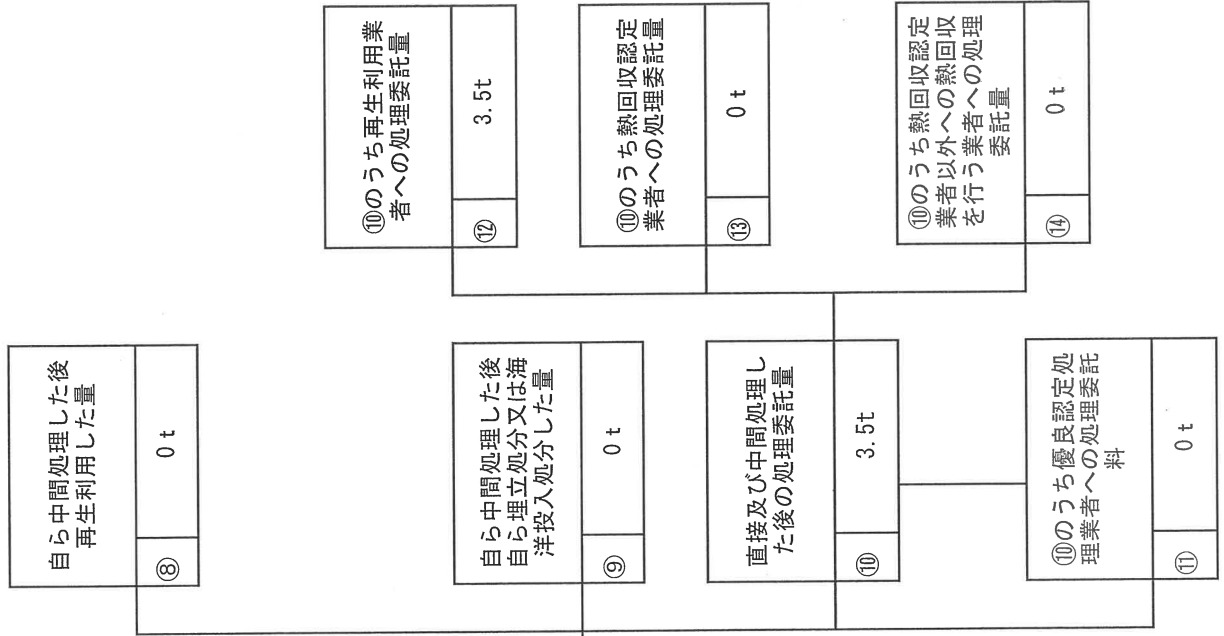 自ら中間処理した後
再生利用した量
⑧
0 t
自ら中間処理した後
自ら埋立処分又は海
洋投入処分した量
⑨
0 t
直接及び中間処理し
た後の処理委託量
⑩
3.5t
⑩のうち優良認定処
理業者への処理委託
料
⑪
0 t
⑩のうち再生利用業
者への処理委託量
⑫
3.5t
⑩のうち熱回収認定
業者への処理委託量
⑬
0 t
⑩のうち熱回収認定
業者以外への熱回収
を行う業者への処理
委託量
⑭
0 t